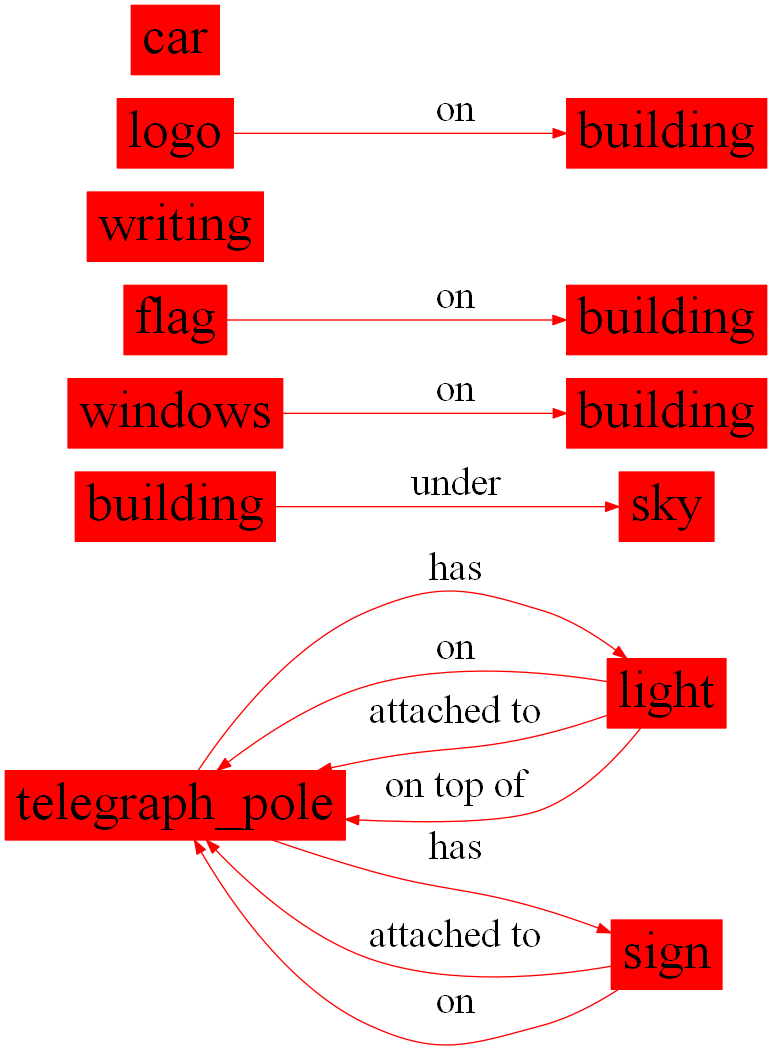 car
logo on building
writing
flag on building
windows on building
building under sky
has
on
light
attached to
telegraph_pole
on top of
has
attached to
sign
on